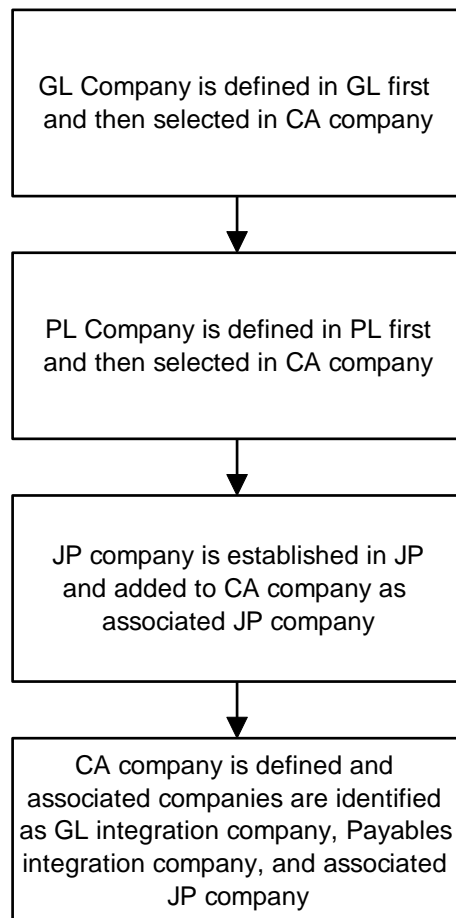 GL Company is defined in GL first
and then selected in CA company
PL Company is defined in PL first
and then selected in CA company
JP company is established in JP
and added to CA company as
associated JP company
CA company is defined and
associated companies are identified
as GL integration company, Payables
integration company, and associated
JP company